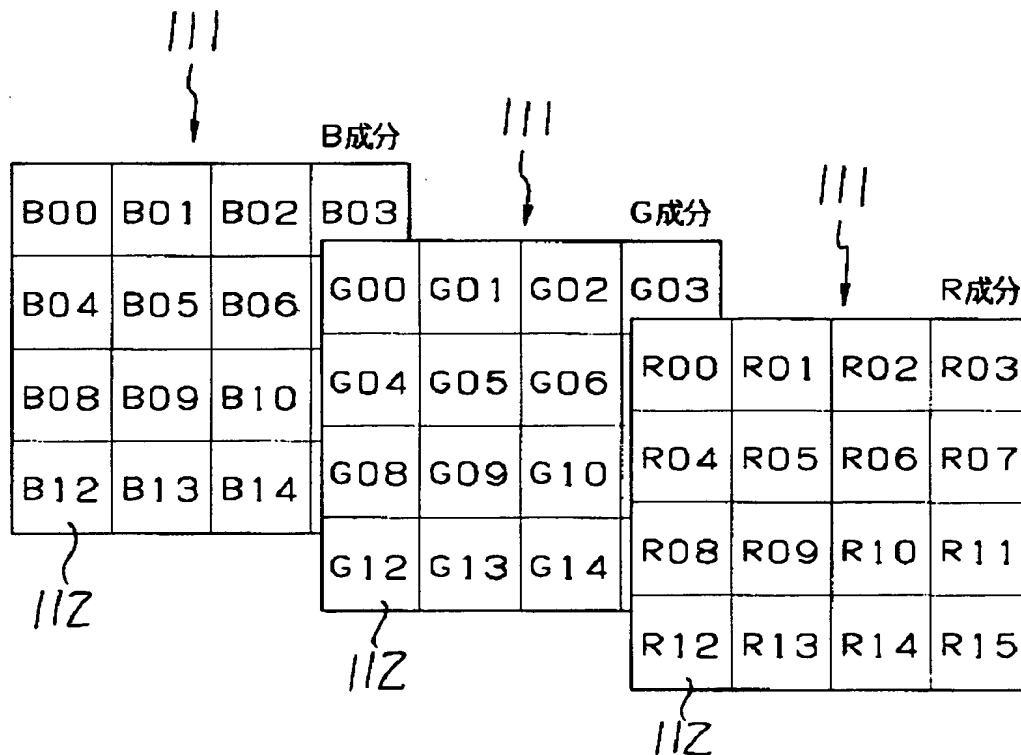 111
B成分
B00 B01 B02 B03
B04 B05 B06
B08 B09 B10
B12 B13 B14
112
111
G成分
G00 G01 G02 G03
G04 G05 G06
G08 G09 G10
G12 G13 G14
112
111
R成分
R00 R01 R02 R03
R04 R05 R06 R07
R08 R09 R10 R11
R12 R13 R14 R15
112